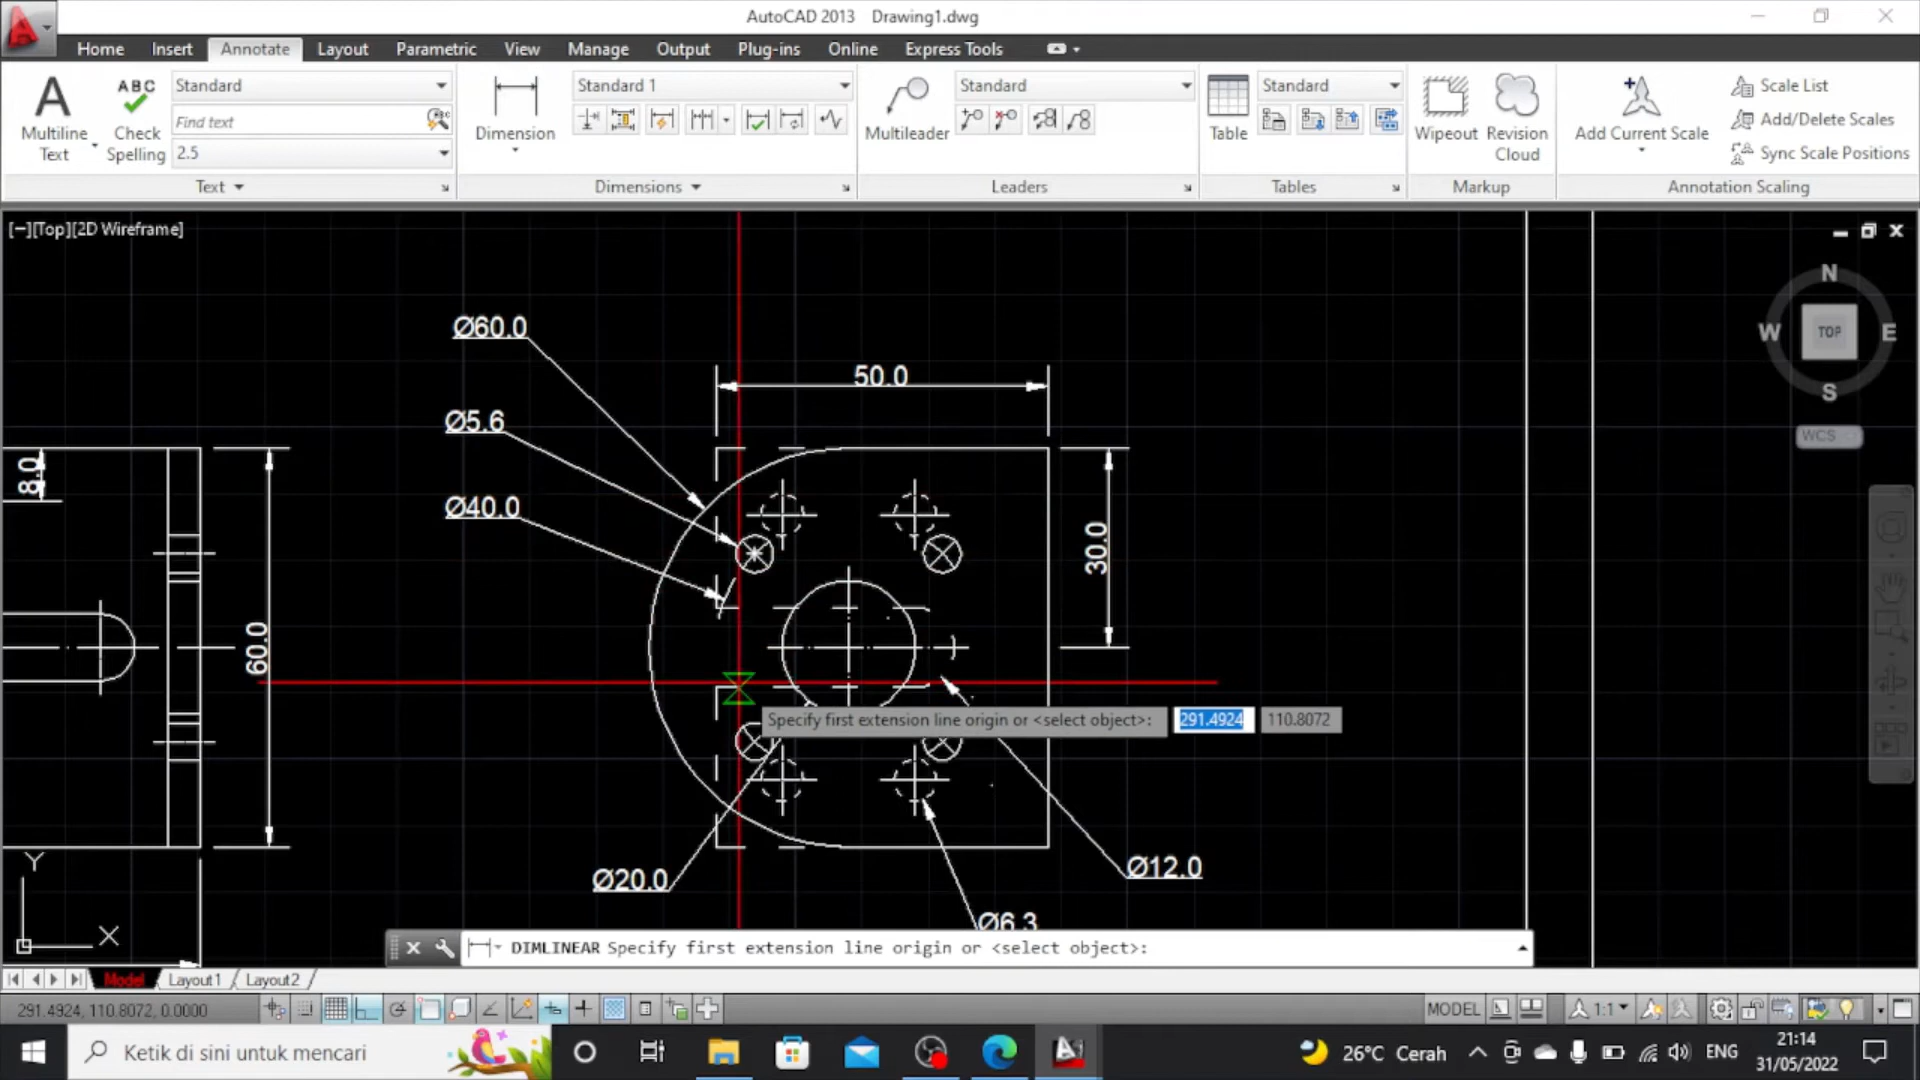 AutoCAD 2013 Drawing1.dwg
Home Insert Annotate Layout Parametric View Manage Output Plug-ins Online Express Tools
A Multiline Text
ABC Check Spelling
Standard
Find text
2.5
Text
Dimension
Standard 1
Dimensions
Multileader
Standard
Leaders
Table
Standard
Tables
Wipeout
Revision Cloud
Markup
Add Current Scale
Scale List
Add/Delete Scales
Sync Scale Positions
Annotation Scaling
[−][Top][2D Wireframe]
N
W TOP E
S
WCS
Ø60.0
50.0
Ø5.6
8.0
Ø40.0
30.0
60.0
Specify first extension line origin or <select object>: 291.4924 110.8072
Ø20.0
Ø12.0
Ø6.3
Y
X
DIMLINEAR Specify first extension line origin or <select object>:
Model Layout1 Layout2
291.4924, 110.8072, 0.0000
MODEL
1:1
Ketik di sini untuk mencari
26°C Cerah
ENG
21:14
31/05/2022